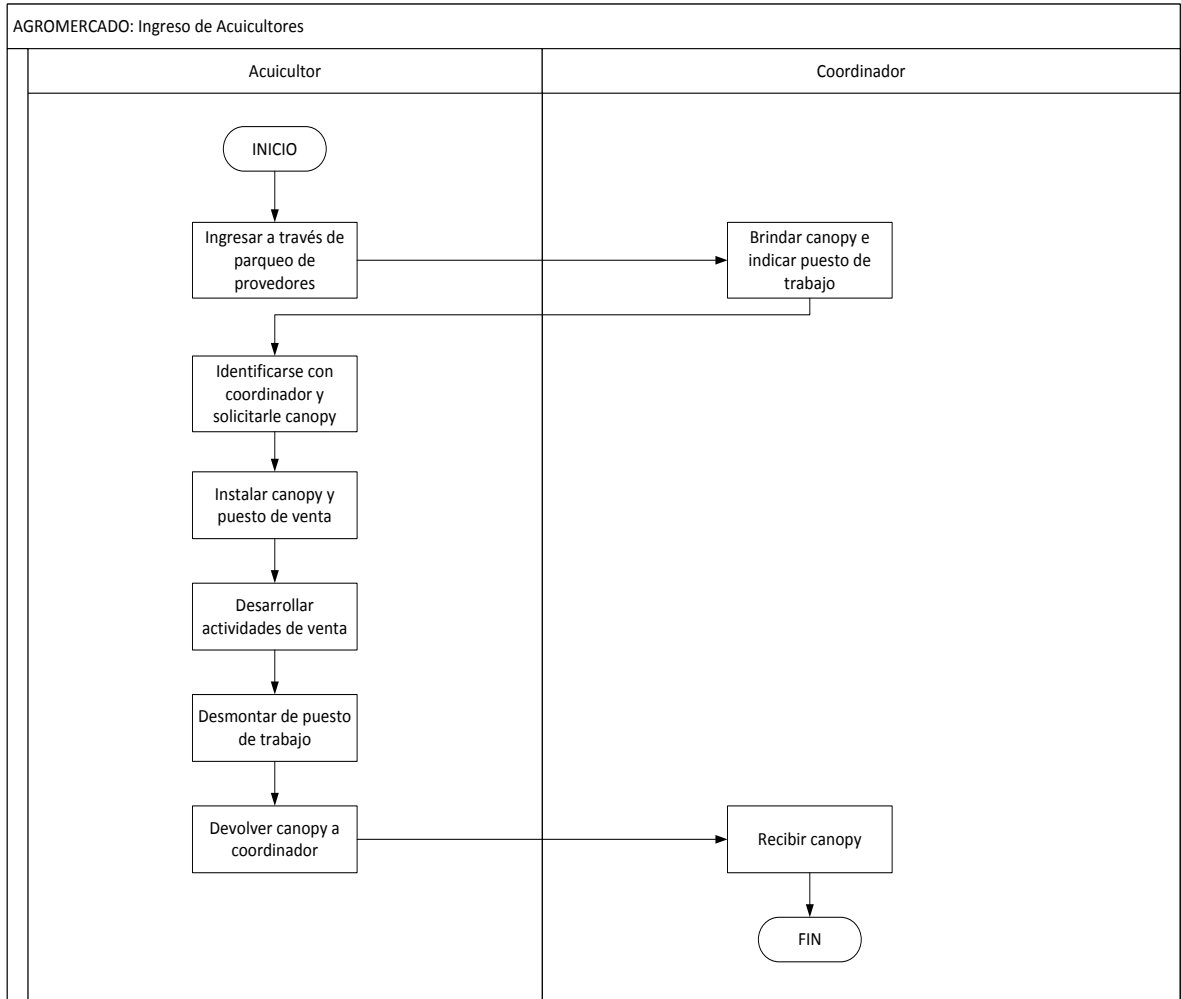 AGROMERCADO: Ingreso de Acuicultores
Acuicultor
Coordinador
INICIO
Ingresar a través de
parqueo de
provedores
Brindar canopy e
indicar puesto de
trabajo
Identificarse con
coordinador y
solicitarle canopy
Instalar canopy y
puesto de venta
Desarrollar
actividades de venta
Desmontar de puesto
de trabajo
Devolver canopy a
coordinador
Recibir canopy
FIN